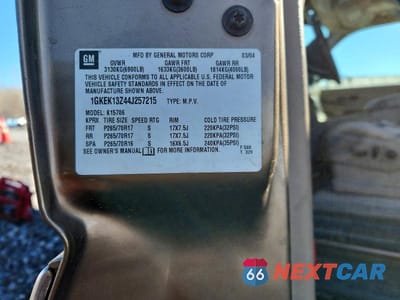 GM
MFD BY GENERAL MOTORS CORP 03/04
GVWR GAWR FRT GAWR RR
3130KG(6900LB) 1633KG(3600LB) 1814KG(4000LB)
THIS VEHICLE CONFORMS TO ALL APPLICABLE U.S. FEDERAL MOTOR
VEHICLE SAFETY STANDARDS IN EFFECT ON THE DATE OF
MANUFACTURE SHOWN ABOVE.
1GKEK13Z44J257215 TYPE: M.P.V.
MODEL: K15706
KPRX TIRE SIZE SPEED RTG RIM COLD TIRE PRESSURE
FRT P265/70R17 S 17X7.5J 220KPA(32PSI)
RR P265/70R17 S 17X7.5J 220KPA(32PSI)
SPA P265/70R16 S 16X6.5J 240KPA(35PSI)
SEE OWNER'S MANUAL FOR MORE INFORMATION.
66 NEXTCAR